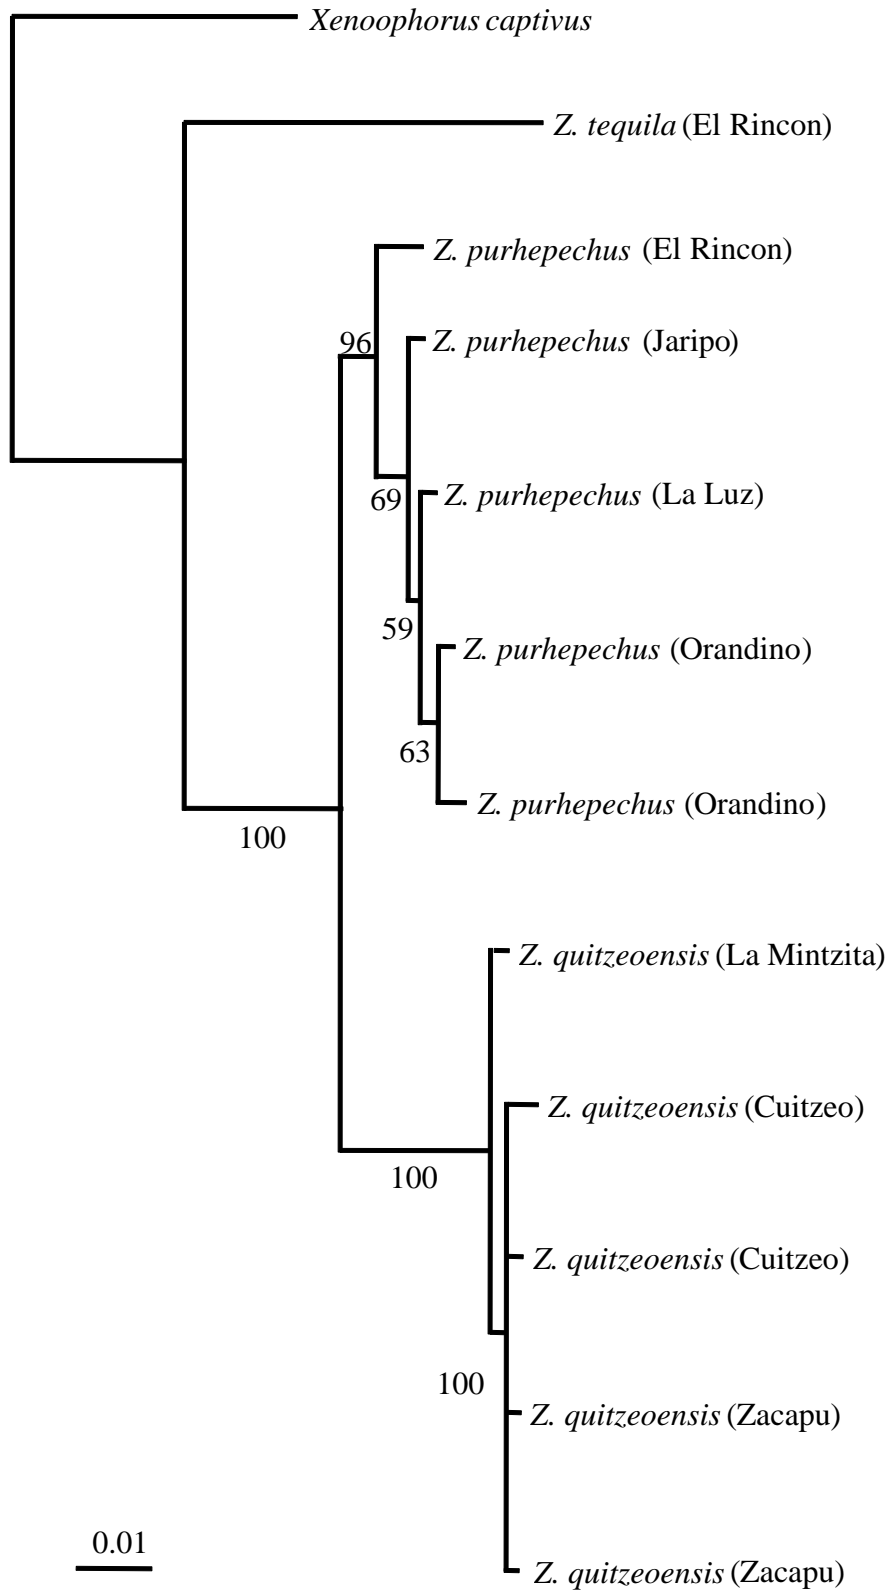 Xenoophorus captivus
Z. tequila (El Rincon)
Z. purhepechus (El Rincon)
96
Z. purhepechus (Jaripo)
69
Z. purhepechus (La Luz)
59
Z. purhepechus (Orandino)
63
Z. purhepechus (Orandino)
100
Z. quitzeoensis (La Mintzita)
Z. quitzeoensis (Cuitzeo)
100
Z. quitzeoensis (Cuitzeo)
100
Z. quitzeoensis (Zacapu)
0.01
Z. quitzeoensis (Zacapu)